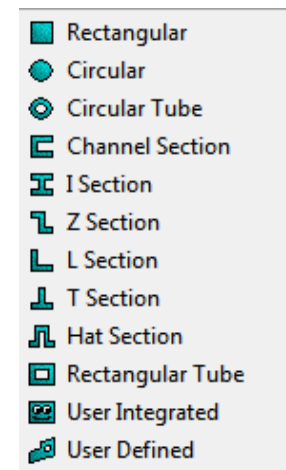 Rectangular
Circular
Circular Tube
Channel Section
I Section
Z Section
L Section
T Section
Hat Section
Rectangular Tube
User Integrated
User Defined